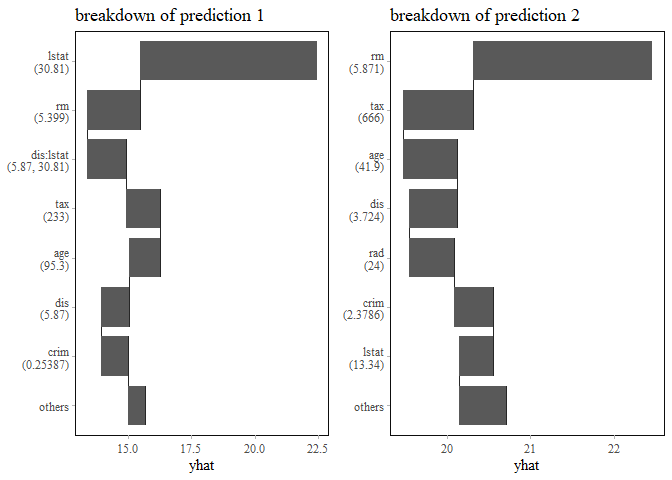 breakdown of prediction 1
lstat
(30.81)
rm
(5.399)
dis:lstat
(5.87, 30.81)
tax
(233)
age
(95.3)
dis
(5.87)
crim
(0.25387)
others
15.0 17.5 20.0 22.5
yhat
breakdown of prediction 2
rm
(5.871)
tax
(666)
age
(41.9)
dis
(3.724)
rad
(24)
crim
(2.3786)
lstat
(13.34)
others
20 21 22
yhat